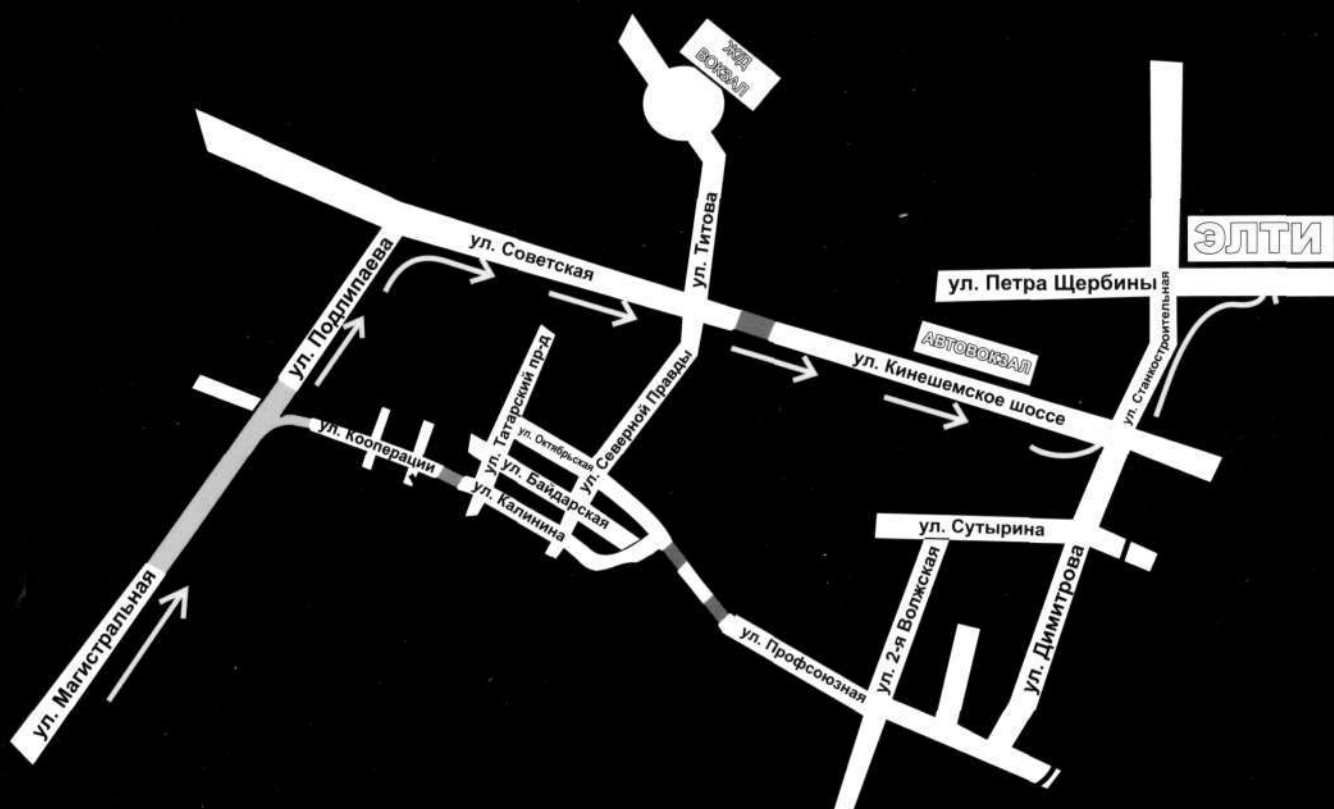 Ж/Д
ВОКЗАЛ
ул. Титова
ул. Советская
ул. Подлипаева
ЭЛТИ
ул. Петра Щербины
ул. Станкостроительная
АВТОВОКЗАЛ
ул. Кинешемское шоссе
ул. Татарский пр-д
ул. Северной Правды
ул. Октябрьская
ул. Кооперации
ул. Байдарская
ул. Калинина
ул. Сутырина
ул. 2-я Волжская
ул. Димитрова
ул. Магистральная
ул. Профсоюзная